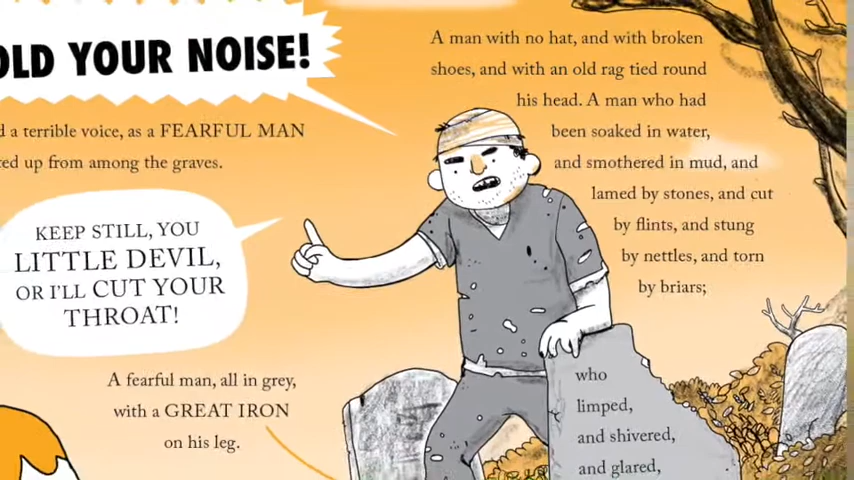 OLD YOUR NOISE!
a terrible voice, as a FEARFUL MAN
up from among the graves.
KEEP STILL, YOU
LITTLE DEVIL,
OR I'LL CUT YOUR
THROAT!
A fearful man, all in grey,
with a GREAT IRON
on his leg.
A man with no hat, and with broken
shoes, and with an old rag tied round
his head. A man who had
been soaked in water,
and smothered in mud, and
lamed by stones, and cut
by flints, and stung
by nettles, and torn
by briars;
who
limped,
and shivered,
and glared,